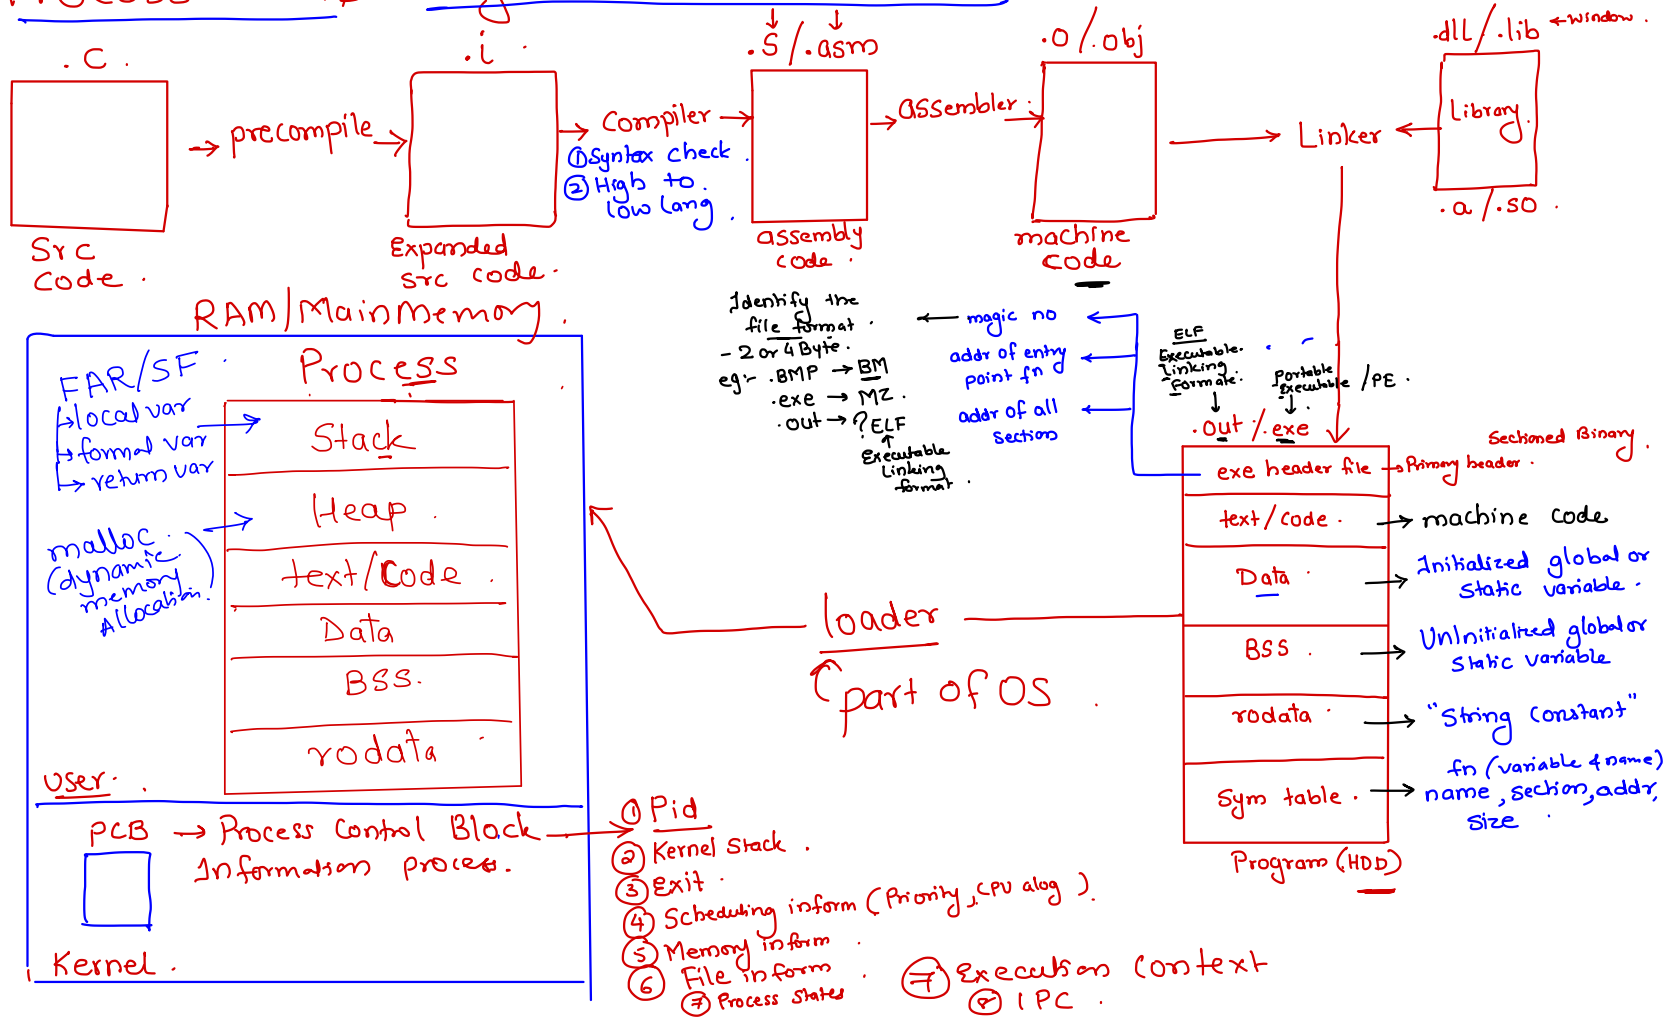 .C.
.i.
.S/.asm
.O/.Obj
.dll/.lib ←window.
→ precompile →
→ Compiler →
① Syntax check.
② High to.
low lang.
→ assembler. →
→ Linker ←
Library.
.a/.so.
Src
Code.
Expanded
src code.
assembly
code.
machine
code
RAM/MainMemory.
FAR/SF.
↳ local var
↳ formal var
↳ return var
malloc.
(dynamic
memory
Allocation.)
Process
Stack
Heap.
text/Code.
Data
BSS.
rodata
User.
PCB → Process Control Block
Information process.
Kernel.
Identify the
file format.
- 2 or 4 Byte.
eg:- .BMP → BM
.exe → MZ.
.out → ? ELF
Executable
Linking
format.
magic no
addr of entry
point fn
addr of all
section
ELF
Executable.
linking
Formate.
Portable
Executable /PE.
.out /.exe
Sectioned Binary.
exe header file → Primary header.
text/code. → machine code
Data → Initialized global or
static variable.
BSS. → UnInitialized global or
static variable
rodata → "String Constant"
Sym table. → fn (variable & name)
name, section, addr,
size.
Program (HDD)
loader
part of OS.
① Pid
② Kernel Stack.
③ Exit.
④ Scheduling inform (Priority, CPU alog).
⑤ Memory inform.
⑥ File inform.
⑦ Process States
⑦ Execution context
⑧ IPC.